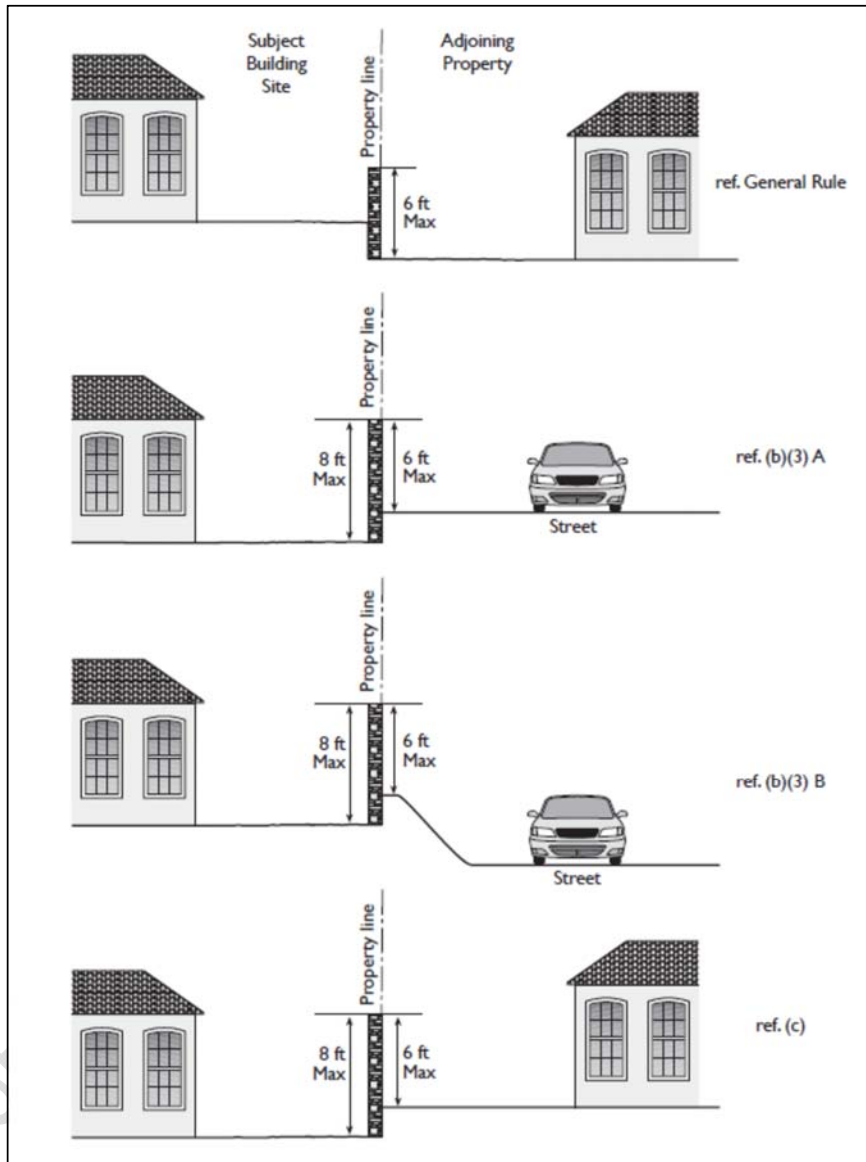 Subject
Building
Site
Adjoining
Property
Property line
6 ft
Max
ref. General Rule
Property line
8 ft
Max
6 ft
Max
ref. (b)(3) A
Street
Property line
8 ft
Max
6 ft
Max
ref. (b)(3) B
Street
Property line
8 ft
Max
6 ft
Max
ref. (c)